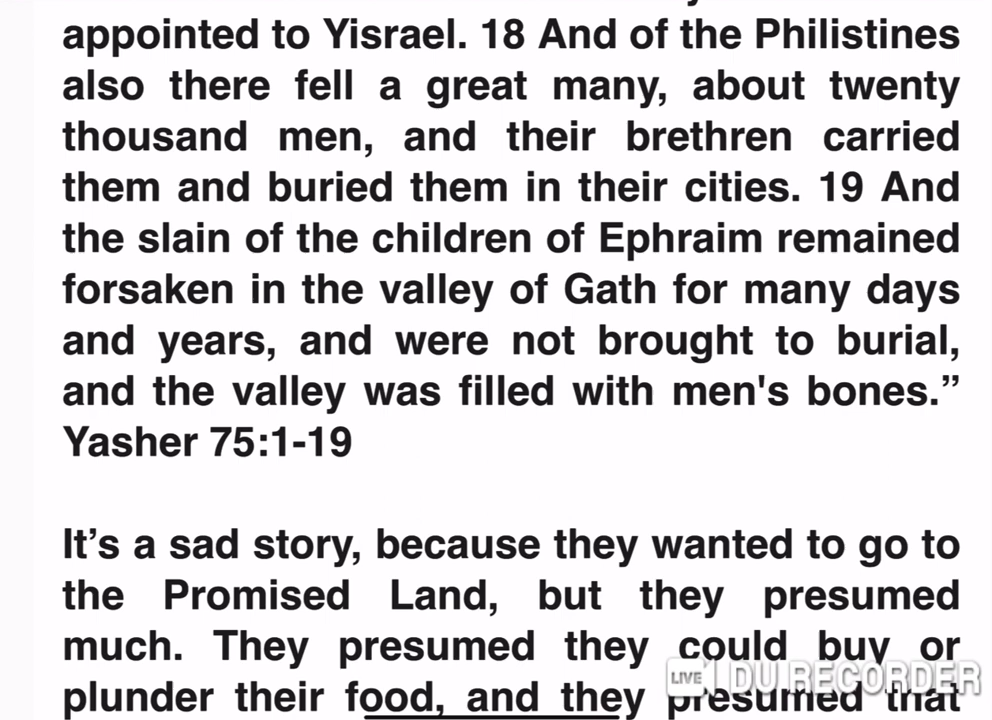 appointed to Yisrael. 18 And of the Philistines
also there fell a great many, about twenty
thousand men, and their brethren carried
them and buried them in their cities. 19 And
the slain of the children of Ephraim remained
forsaken in the valley of Gath for many days
and years, and were not brought to burial,
and the valley was filled with men's bones.”
Yasher 75:1-19
It’s a sad story, because they wanted to go to
the Promised Land, but they presumed
much. They presumed they could buy or
plunder their food, and they presumed that
LIVE DU RECORDER